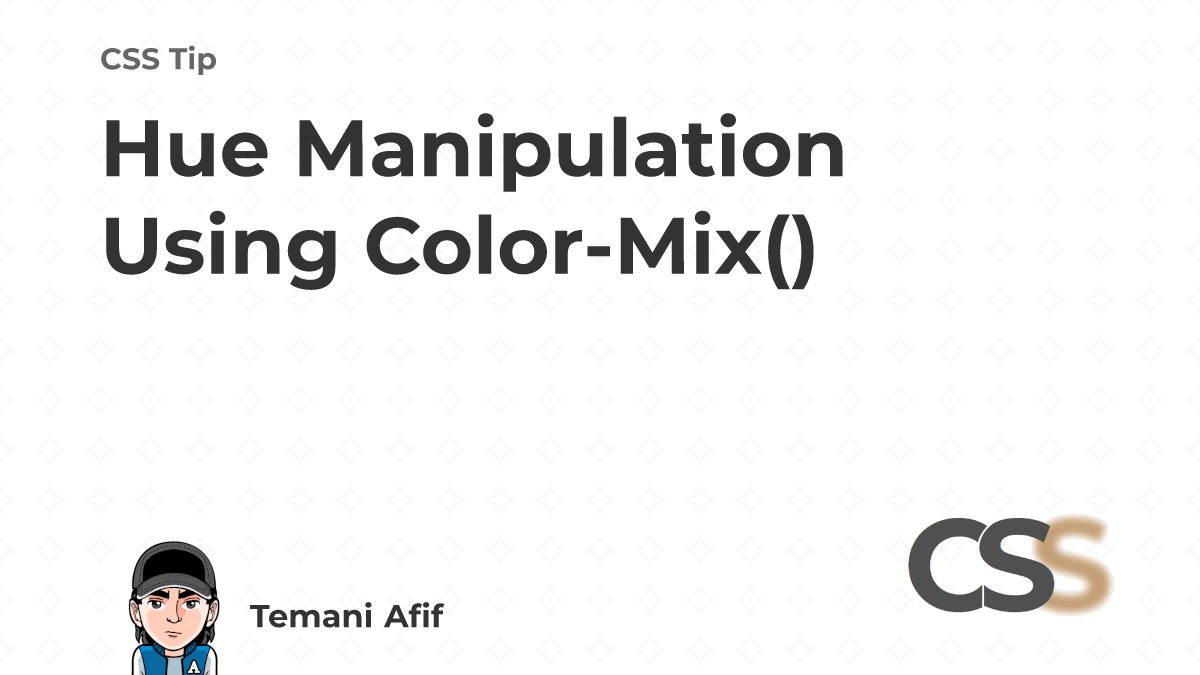 CSS Tip
Hue Manipulation
Using Color-Mix()
Temani Afif
A
CSS